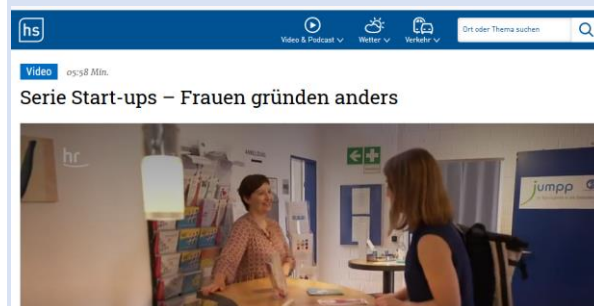 hs
Video & Podcast
Wetter
Verkehr
Ort oder Thema suchen
Video 05:58 Min.
Serie Start-ups – Frauen gründen anders
hr
jumpp